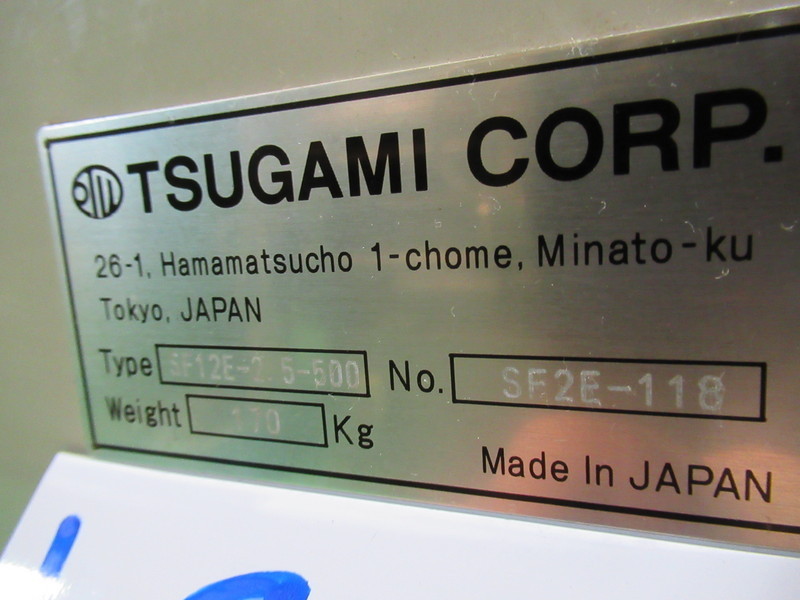 TSUGAMI CORP.
26-1, Hamamatsucho 1-chome, Minato-ku
Tokyo, JAPAN
Type SF12E-2.5-500 No. SF2E-118
Weight 170 Kg
Made In JAPAN